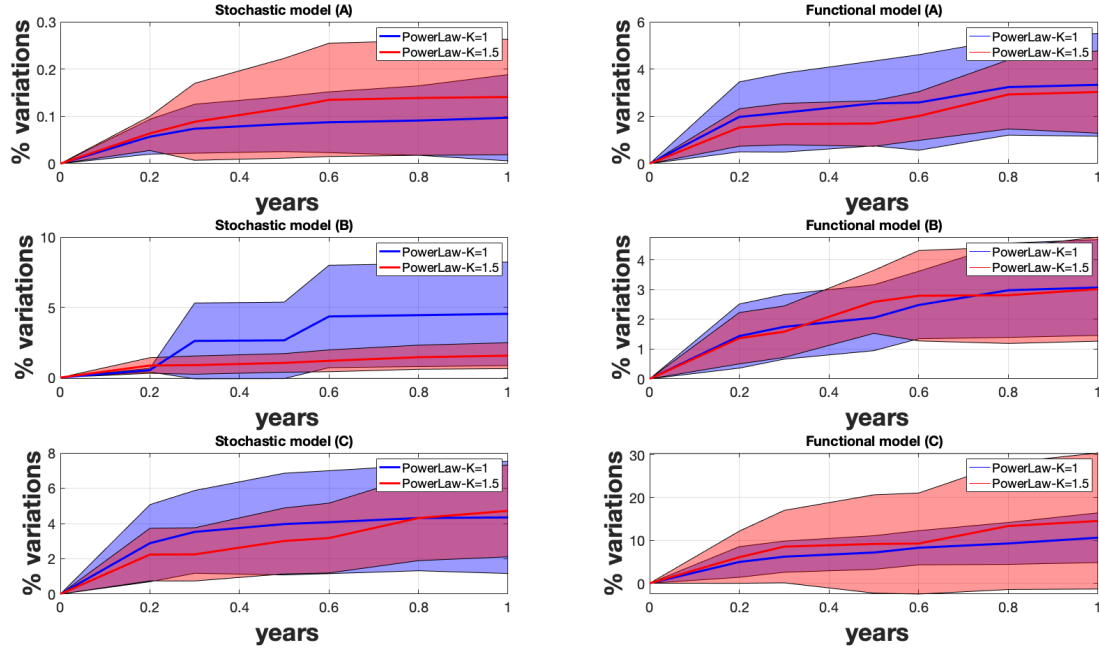 Stochastic model (A)
% variations
0.3
0.2
0.1
0
0 0.2 0.4 0.6 0.8 1
years
PowerLaw-K=1
PowerLaw-K=1.5
Functional model (A)
% variations
6
4
2
0
0 0.2 0.4 0.6 0.8 1
years
PowerLaw-K=1
PowerLaw-K=1.5
Stochastic model (B)
% variations
10
5
0
0 0.2 0.4 0.6 0.8 1
years
PowerLaw-K=1
PowerLaw-K=1.5
Functional model (B)
% variations
4
3
2
1
0
0 0.2 0.4 0.6 0.8 1
years
PowerLaw-K=1
PowerLaw-K=1.5
Stochastic model (C)
% variations
8
6
4
2
0
0 0.2 0.4 0.6 0.8 1
years
PowerLaw-K=1
PowerLaw-K=1.5
Functional model (C)
% variations
30
20
10
0
0 0.2 0.4 0.6 0.8 1
years
PowerLaw-K=1
PowerLaw-K=1.5